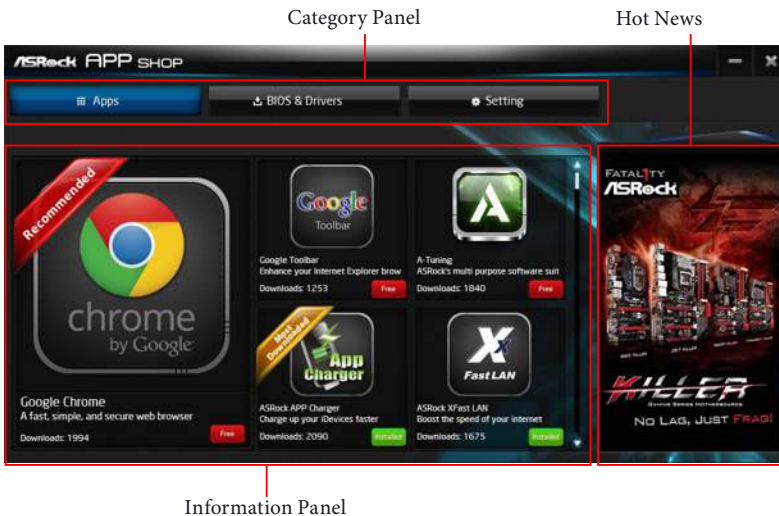 Category Panel
Hot News
ASRock APP SHOP
Apps
BIOS & Drivers
Setting
Recommended
chrome
by Google
Google Chrome
A fast, simple, and secure web browser
Downloads: 1994
Free
Google
Toolbar
Google Toolbar
Enhance your Internet Explorer brow
Downloads: 1253
Free
A-Tuning
ASRock's multi purpose software suit
Downloads: 1840
Free
Most
Downloaded
App
Charger
ASRock APP Charger
Charge up your iDevices faster
Downloads: 2090
Installed
X
FastLAN
ASRock XFast LAN
Boost the speed of your internet
Downloads: 1675
Installed
FATAL1TY
ASRock
KILLER
GAMING SERIES MOTHERBOARDS
NO LAG, JUST FRAG!
Information Panel